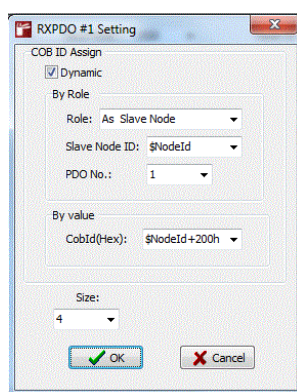 RXPDO #1 Setting
COB ID Assign
Dynamic
By Role
Role: As Slave Node
Slave Node ID: $NodeId
PDO No.: 1
By value
CobId(Hex): $NodeId+200h
Size:
4
OK Cancel